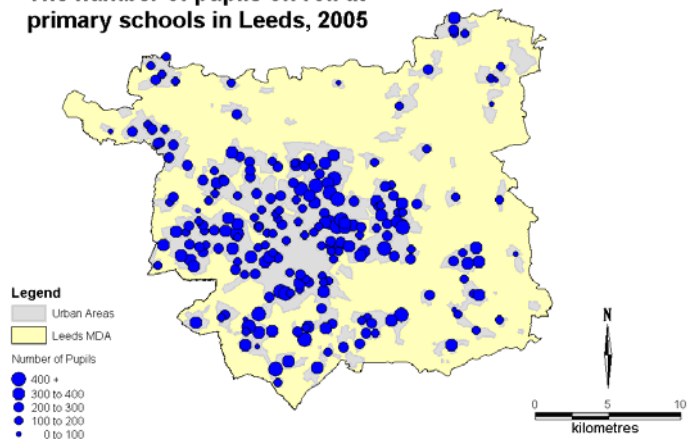 primary schools in Leeds, 2005
Legend
Urban Areas
Leeds MDA
Number of Pupils
400 +
300 to 400
200 to 300
100 to 200
0 to 100
N
0 5 10
kilometres